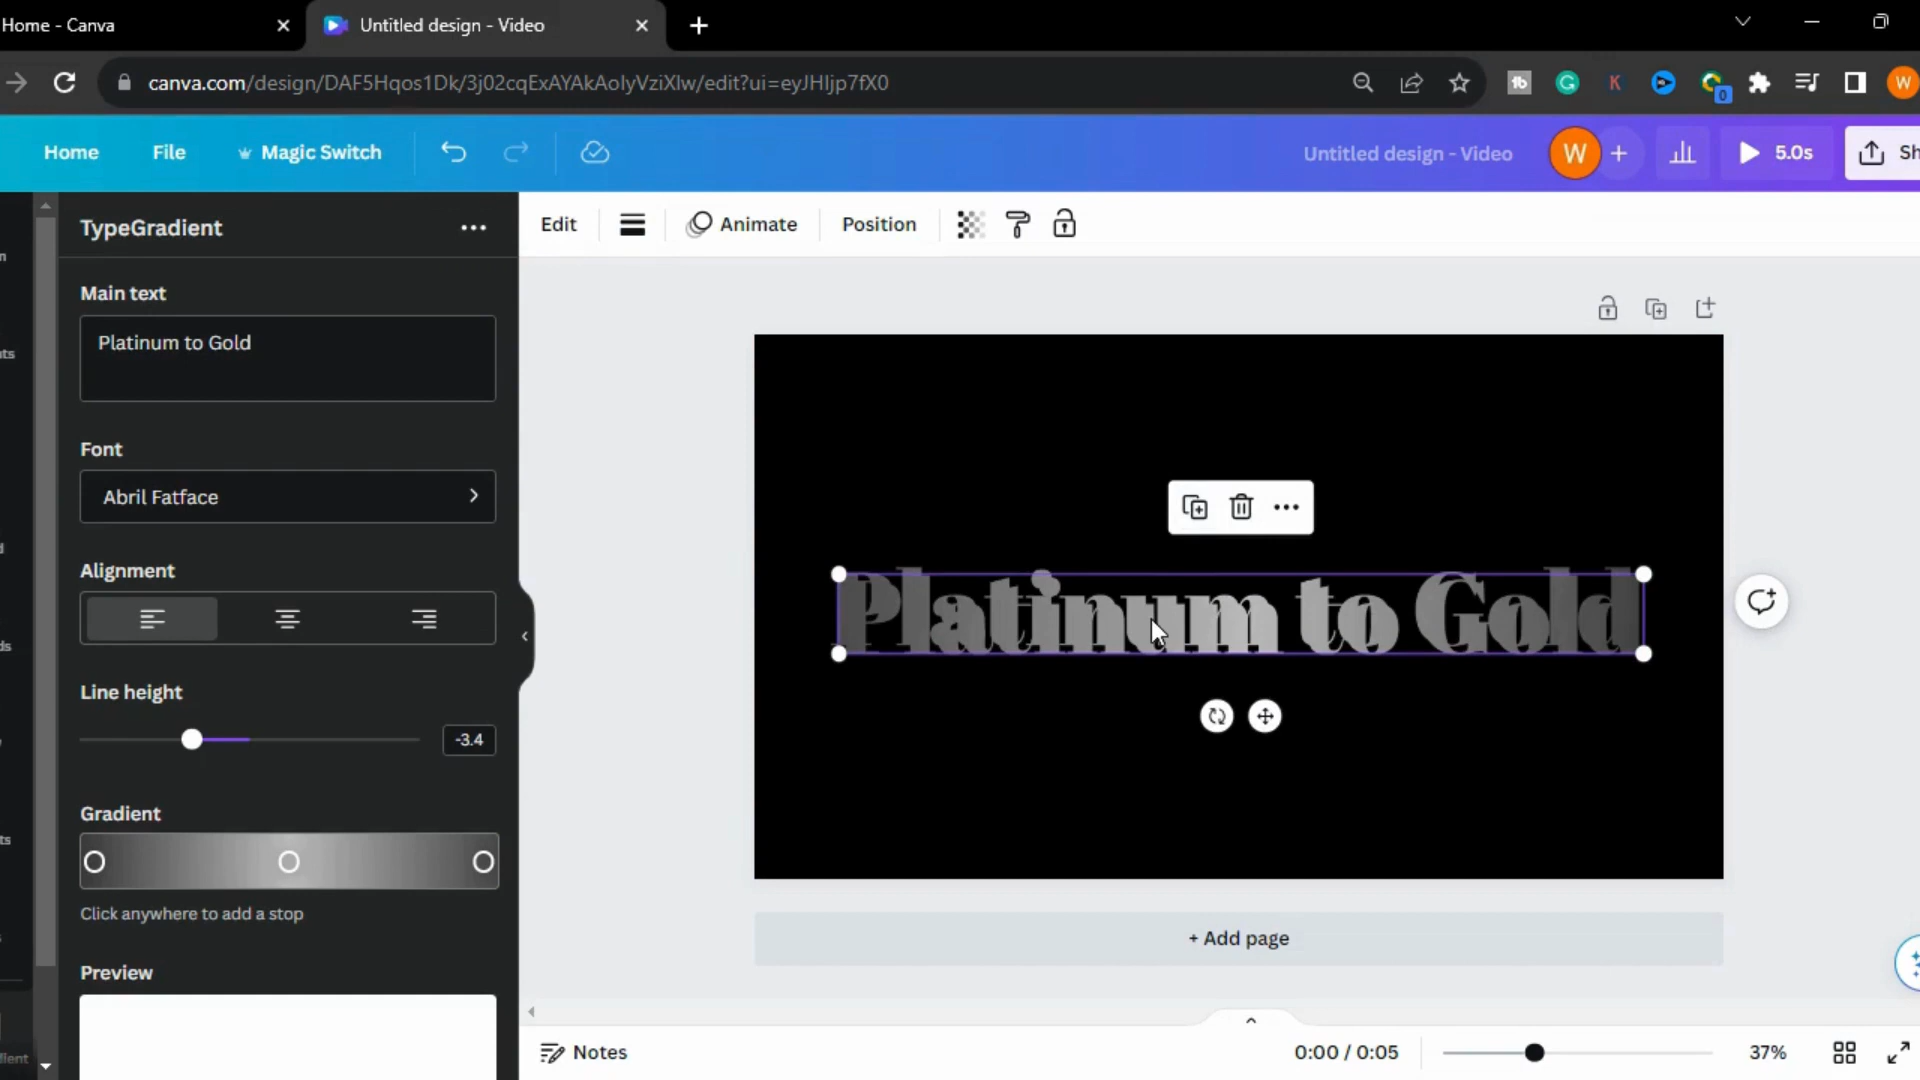 Home - Canva
Untitled design - Video
canva.com/design/DAF5Hqos1Dk/3j02cqExAYAkAolyVziXlw/edit?ui=eyJHIjp7fX0
Home
File
Magic Switch
Untitled design - Video
W
5.0s
Sh
TypeGradient
Edit
Animate
Position
Main text
Platinum to Gold
Font
Abril Fatface
Alignment
Line height
-3.4
Gradient
Click anywhere to add a stop
Preview
Platinum to Gold
+ Add page
Notes
0:00 / 0:05
37%